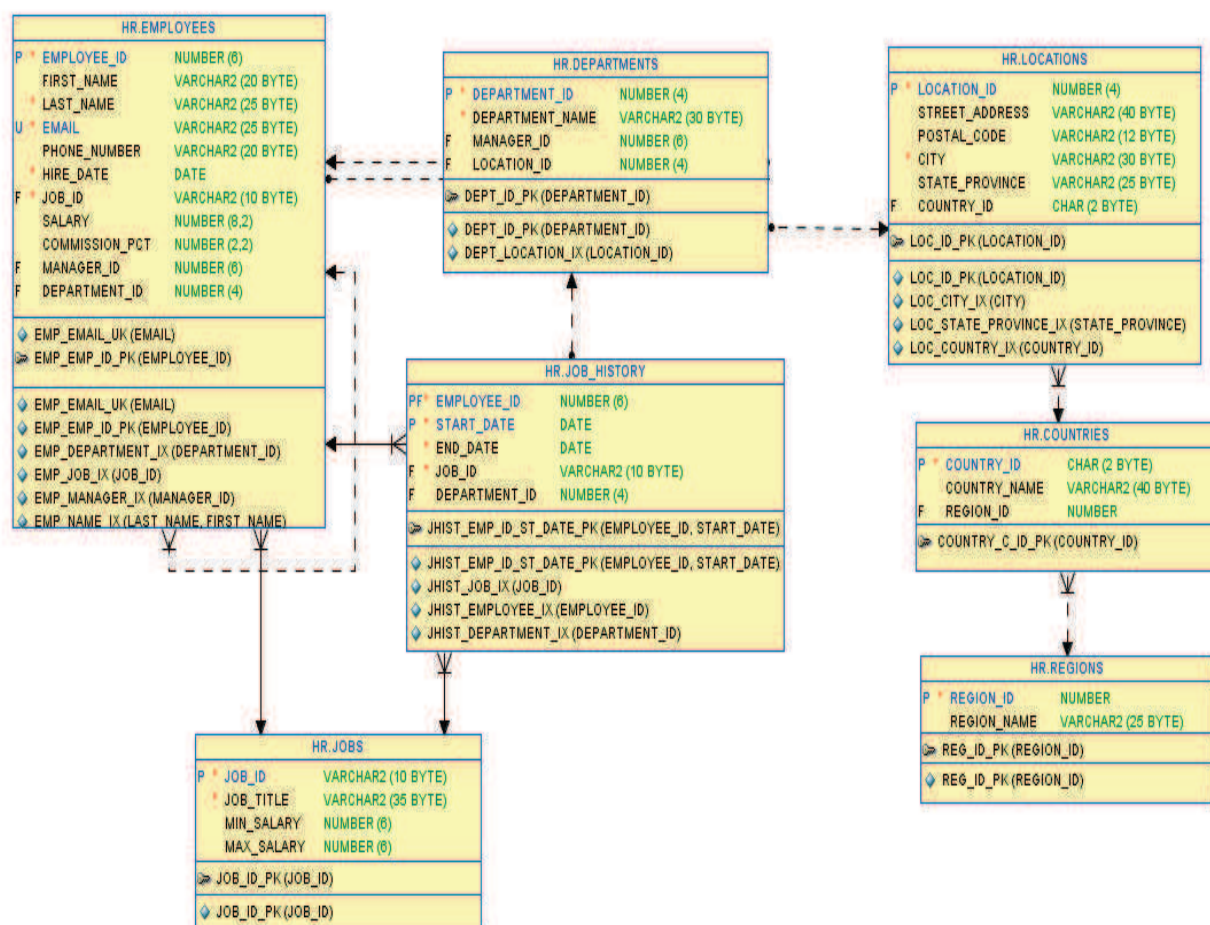 HR.EMPLOYEES
P * EMPLOYEE_ID NUMBER (6)
FIRST_NAME VARCHAR2 (20 BYTE)
* LAST_NAME VARCHAR2 (25 BYTE)
U * EMAIL VARCHAR2 (25 BYTE)
PHONE_NUMBER VARCHAR2 (20 BYTE)
* HIRE_DATE DATE
F * JOB_ID VARCHAR2 (10 BYTE)
SALARY NUMBER (8,2)
COMMISSION_PCT NUMBER (2,2)
F MANAGER_ID NUMBER (6)
F DEPARTMENT_ID NUMBER (4)
EMP_EMAIL_UK (EMAIL)
EMP_EMP_ID_PK (EMPLOYEE_ID)
EMP_EMAIL_UK (EMAIL)
EMP_EMP_ID_PK (EMPLOYEE_ID)
EMP_DEPARTMENT_IX (DEPARTMENT_ID)
EMP_JOB_IX (JOB_ID)
EMP_MANAGER_IX (MANAGER_ID)
EMP_NAME_IX (LAST_NAME, FIRST_NAME)
HR.DEPARTMENTS
P * DEPARTMENT_ID NUMBER (4)
* DEPARTMENT_NAME VARCHAR2 (30 BYTE)
F MANAGER_ID NUMBER (6)
F LOCATION_ID NUMBER (4)
DEPT_ID_PK (DEPARTMENT_ID)
DEPT_ID_PK (DEPARTMENT_ID)
DEPT_LOCATION_IX (LOCATION_ID)
HR.LOCATIONS
P * LOCATION_ID NUMBER (4)
STREET_ADDRESS VARCHAR2 (40 BYTE)
POSTAL_CODE VARCHAR2 (12 BYTE)
* CITY VARCHAR2 (30 BYTE)
STATE_PROVINCE VARCHAR2 (25 BYTE)
F COUNTRY_ID CHAR (2 BYTE)
LOC_ID_PK (LOCATION_ID)
LOC_ID_PK (LOCATION_ID)
LOC_CITY_IX (CITY)
LOC_STATE_PROVINCE_IX (STATE_PROVINCE)
LOC_COUNTRY_IX (COUNTRY_ID)
HR.JOB_HISTORY
PF* EMPLOYEE_ID NUMBER (6)
P * START_DATE DATE
* END_DATE DATE
F * JOB_ID VARCHAR2 (10 BYTE)
F DEPARTMENT_ID NUMBER (4)
JHIST_EMP_ID_ST_DATE_PK (EMPLOYEE_ID, START_DATE)
JHIST_EMP_ID_ST_DATE_PK (EMPLOYEE_ID, START_DATE)
JHIST_JOB_IX (JOB_ID)
JHIST_EMPLOYEE_IX (EMPLOYEE_ID)
JHIST_DEPARTMENT_IX (DEPARTMENT_ID)
HR.COUNTRIES
P * COUNTRY_ID CHAR (2 BYTE)
COUNTRY_NAME VARCHAR2 (40 BYTE)
F REGION_ID NUMBER
COUNTRY_C_ID_PK (COUNTRY_ID)
HR.REGIONS
P * REGION_ID NUMBER
REGION_NAME VARCHAR2 (25 BYTE)
REG_ID_PK (REGION_ID)
REG_ID_PK (REGION_ID)
HR.JOBS
P * JOB_ID VARCHAR2 (10 BYTE)
* JOB_TITLE VARCHAR2 (35 BYTE)
MIN_SALARY NUMBER (6)
MAX_SALARY NUMBER (6)
JOB_ID_PK (JOB_ID)
JOB_ID_PK (JOB_ID)